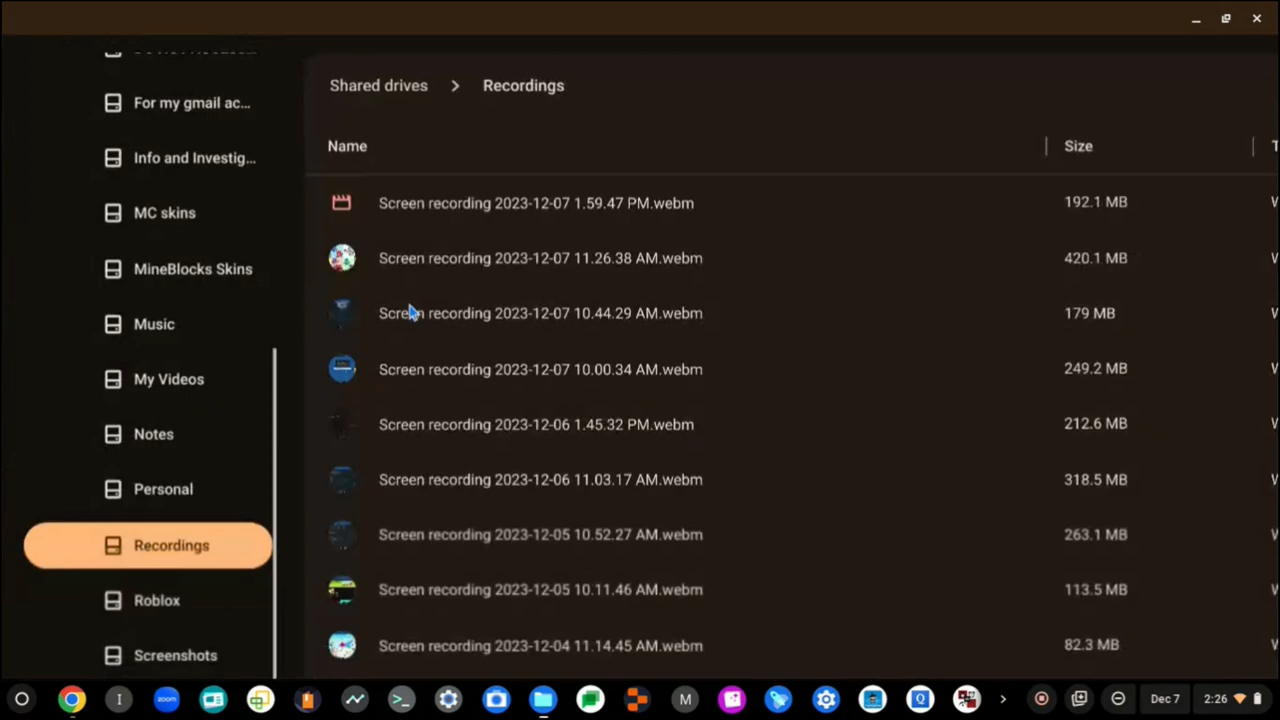 For my gmail ac...
Info and Investig...
MC skins
MineBlocks Skins
Music
My Videos
Notes
Personal
Recordings
Roblox
Screenshots
Shared drives > Recordings
Name Size
Screen recording 2023-12-07 1.59.47 PM.webm 192.1 MB
Screen recording 2023-12-07 11.26.38 AM.webm 420.1 MB
Screen recording 2023-12-07 10.44.29 AM.webm 179 MB
Screen recording 2023-12-07 10.00.34 AM.webm 249.2 MB
Screen recording 2023-12-06 1.45.32 PM.webm 212.6 MB
Screen recording 2023-12-06 11.03.17 AM.webm 318.5 MB
Screen recording 2023-12-05 10.52.27 AM.webm 263.1 MB
Screen recording 2023-12-05 10.11.46 AM.webm 113.5 MB
Screen recording 2023-12-04 11.14.45 AM.webm 82.3 MB
I zoom M Q Dec 7 2:26